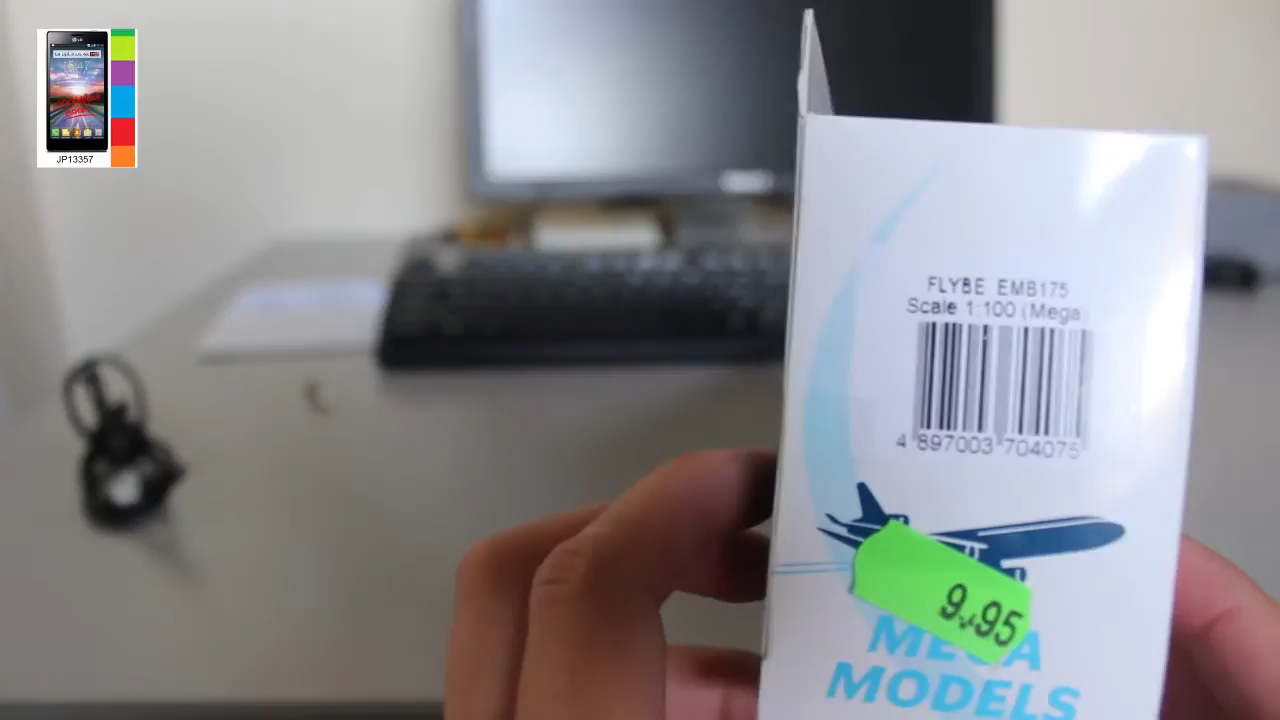 JP13357
FLYBE EMB175
Scale 1:100 (Mega)
4 897003 704075
9.95
MEGA
MODELS